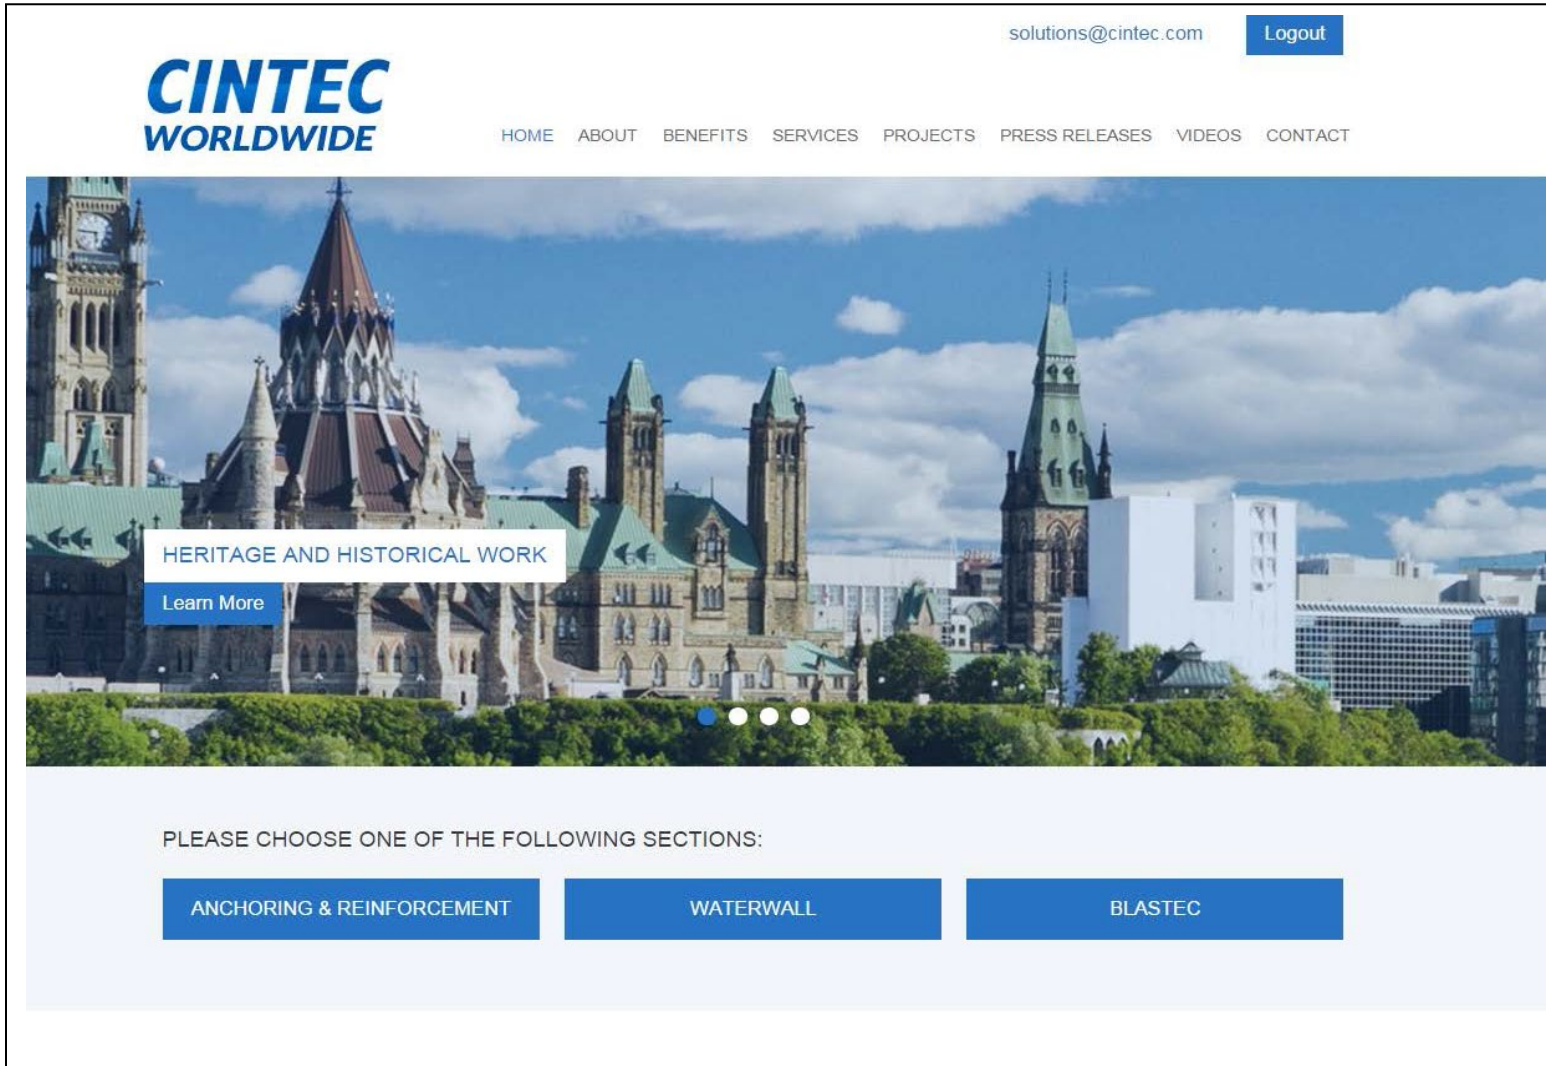 solutions@cintec.com
Logout
CINTEC
WORLDWIDE
HOME ABOUT BENEFITS SERVICES PROJECTS PRESS RELEASES VIDEOS CONTACT
HERITAGE AND HISTORICAL WORK
Learn More
PLEASE CHOOSE ONE OF THE FOLLOWING SECTIONS:
ANCHORING & REINFORCEMENT WATERWALL BLASTEC